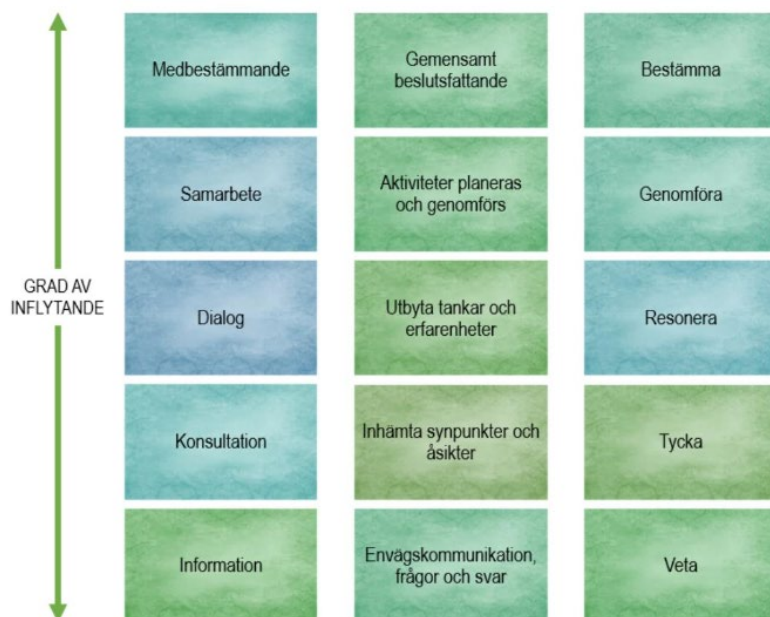 Medbestämmande
Gemensamt
beslutsfattande
Bestämma
Samarbete
Aktiviteter planeras
och genomförs
Genomföra
GRAD AV
INFLYTANDE
Dialog
Utbyta tankar och
erfarenheter
Resonera
Konsultation
Inhämta synpunkter och
åsikter
Tycka
Information
Envägskommunikation,
frågor och svar
Veta